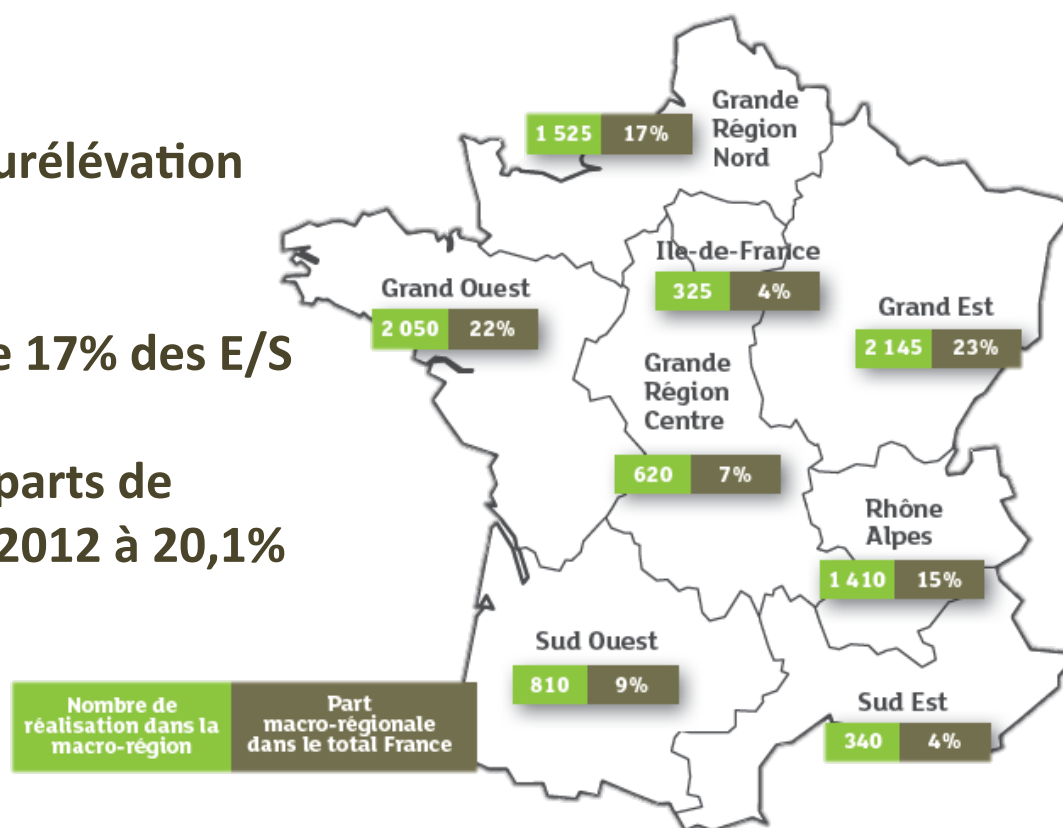 urélévation
e 17% des E/S
parts de
2012 à 20,1%
Grande
Région
Nord
1 525 17%
Ile-de-France
325 4%
Grand Ouest
2 050 22%
Grand Est
2 145 23%
Grande
Région
Centre
620 7%
Rhône
Alpes
1 410 15%
Sud Ouest
810 9%
Sud Est
340 4%
Nombre de
réalisation dans la
macro-région
Part
macro-régionale
dans le total France